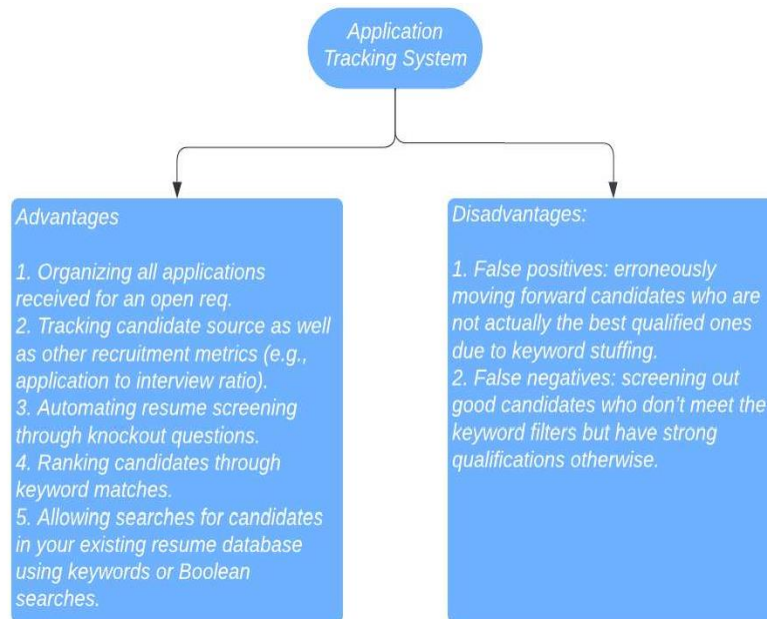 Application
Tracking System
Advantages
1. Organizing all applications
received for an open req.
2. Tracking candidate source as well
as other recruitment metrics (e.g.,
application to interview ratio).
3. Automating resume screening
through knockout questions.
4. Ranking candidates through
keyword matches.
5. Allowing searches for candidates
in your existing resume database
using keywords or Boolean
searches.
Disadvantages:
1. False positives: erroneously
moving forward candidates who are
not actually the best qualified ones
due to keyword stuffing.
2. False negatives: screening out
good candidates who don’t meet the
keyword filters but have strong
qualifications otherwise.